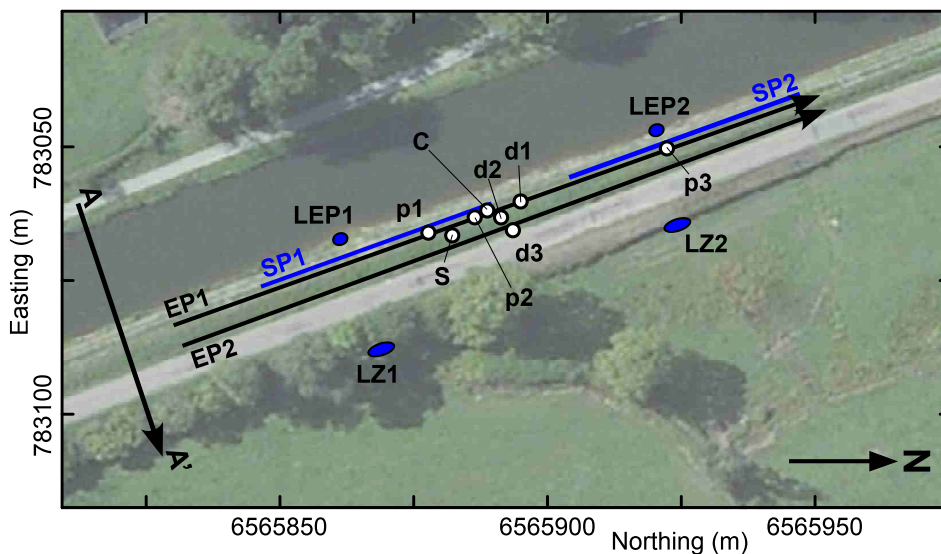 SP2
LEP2
783050
C
d1
d2
A
p3
LEP1
p1
d3
LZ2
S
SP1
p2
EP1
EP2
LZ1
783100
A'
N
6565850
6565900
6565950
Northing (m)
Easting (m)